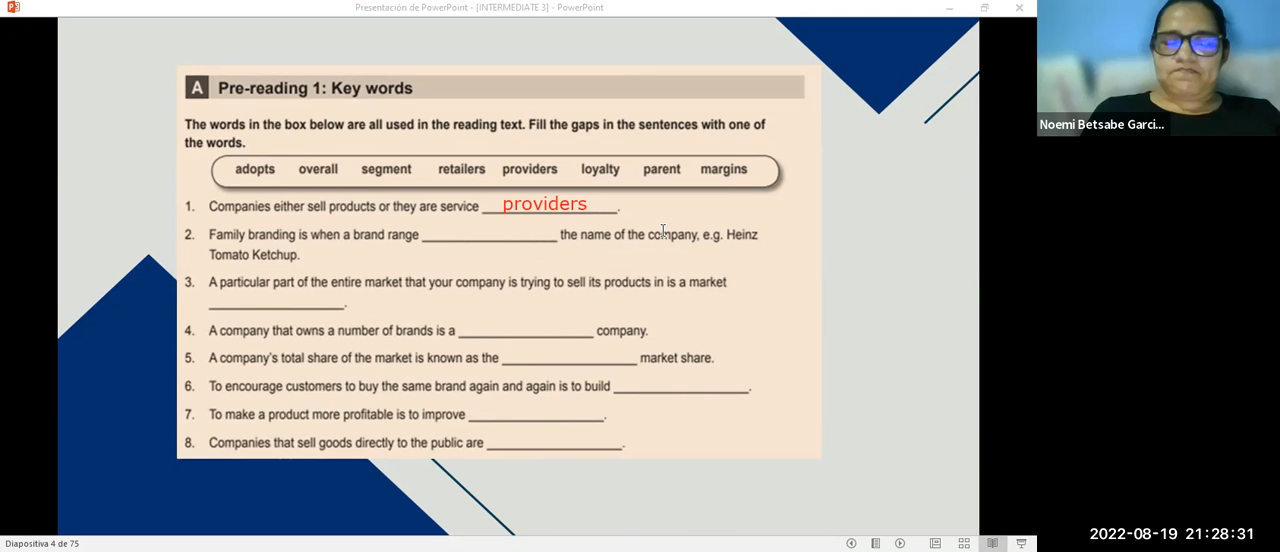 Presentación de PowerPoint - [INTERMEDIATE 3] - PowerPoint
A Pre-reading 1: Key words
The words in the box below are all used in the reading text. Fill the gaps in the sentences with one of
the words.
adopts overall segment retailers providers loyalty parent margins
1. Companies either sell products or they are service providers.
2. Family branding is when a brand range ____________ the name of the company, e.g. Heinz
Tomato Ketchup.
3. A particular part of the entire market that your company is trying to sell its products in is a market
____________.
4. A company that owns a number of brands is a ____________ company.
5. A company's total share of the market is known as the ____________ market share.
6. To encourage customers to buy the same brand again and again is to build ____________.
7. To make a product more profitable is to improve ____________.
8. Companies that sell goods directly to the public are ____________.
Noemi Betsabe Garci...
2022-08-19 21:28:31
Diapositiva 4 de 75